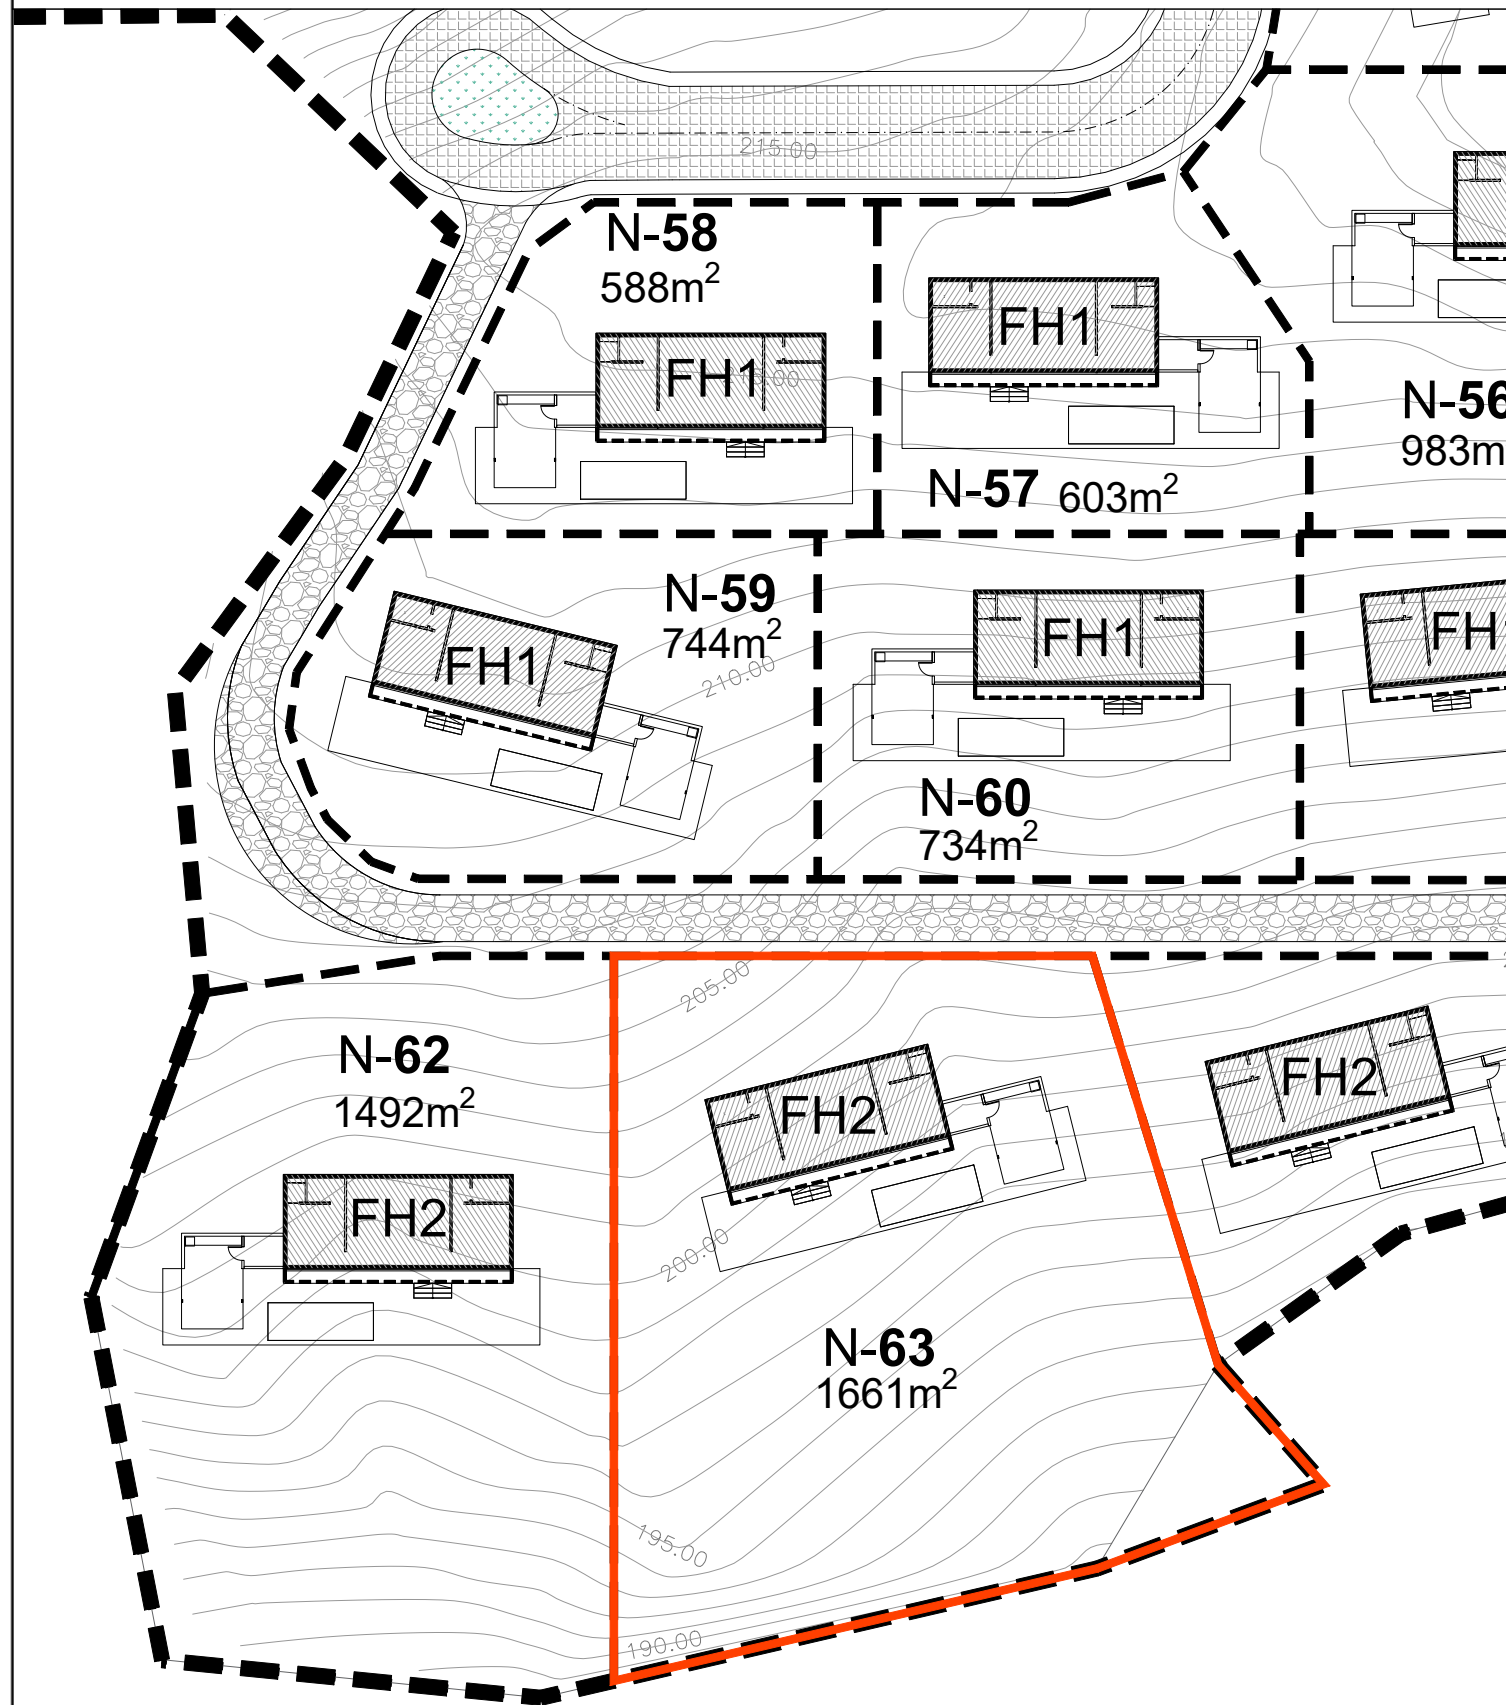 215.00
N-58
588m²
FH1
FH1
N-56
983m
N-57 603m²
N-59
744m²
210.00
FH1
FH1
FH1
N-60
734m²
205.00
N-62
1492m²
FH2
FH2
FH2
200.00
N-63
1661m²
195.00
190.00